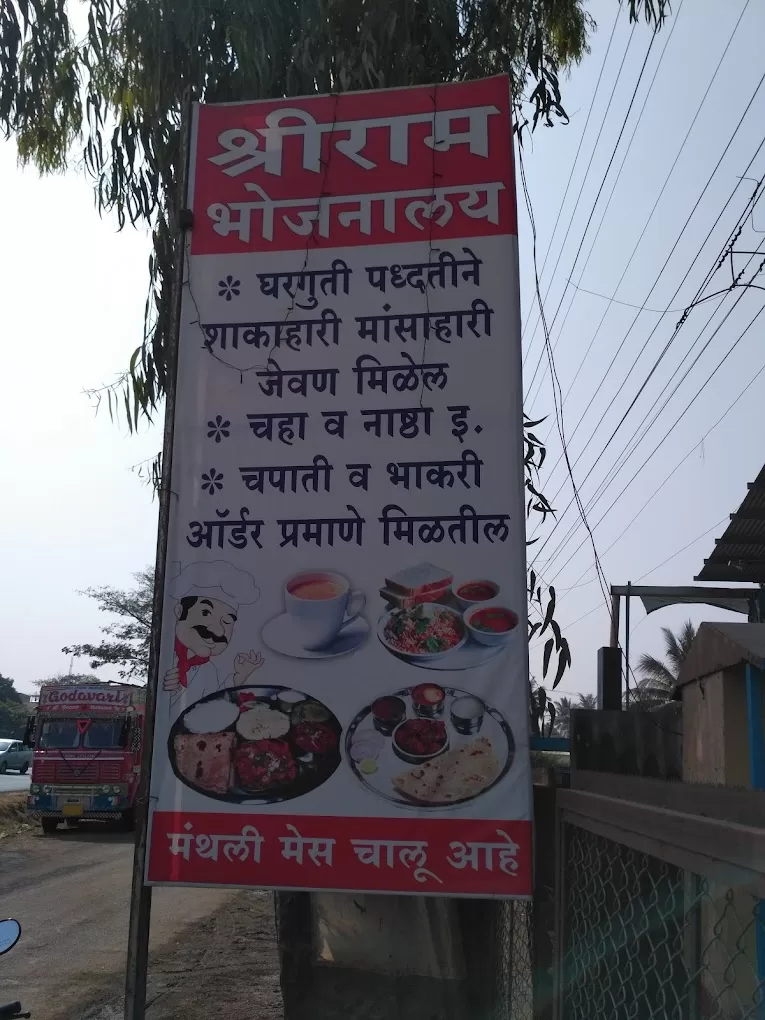 श्रीराम
भोजनालय
* घरगुती पध्दतीने
शाकाहारी मांसाहारी
जेवण मिळेल
* चहा व नाष्ठा इ.
* चपाती व भाकरी
ऑर्डर प्रमाणे मिळतील
मंथली मेस चालू आहे
Godavari